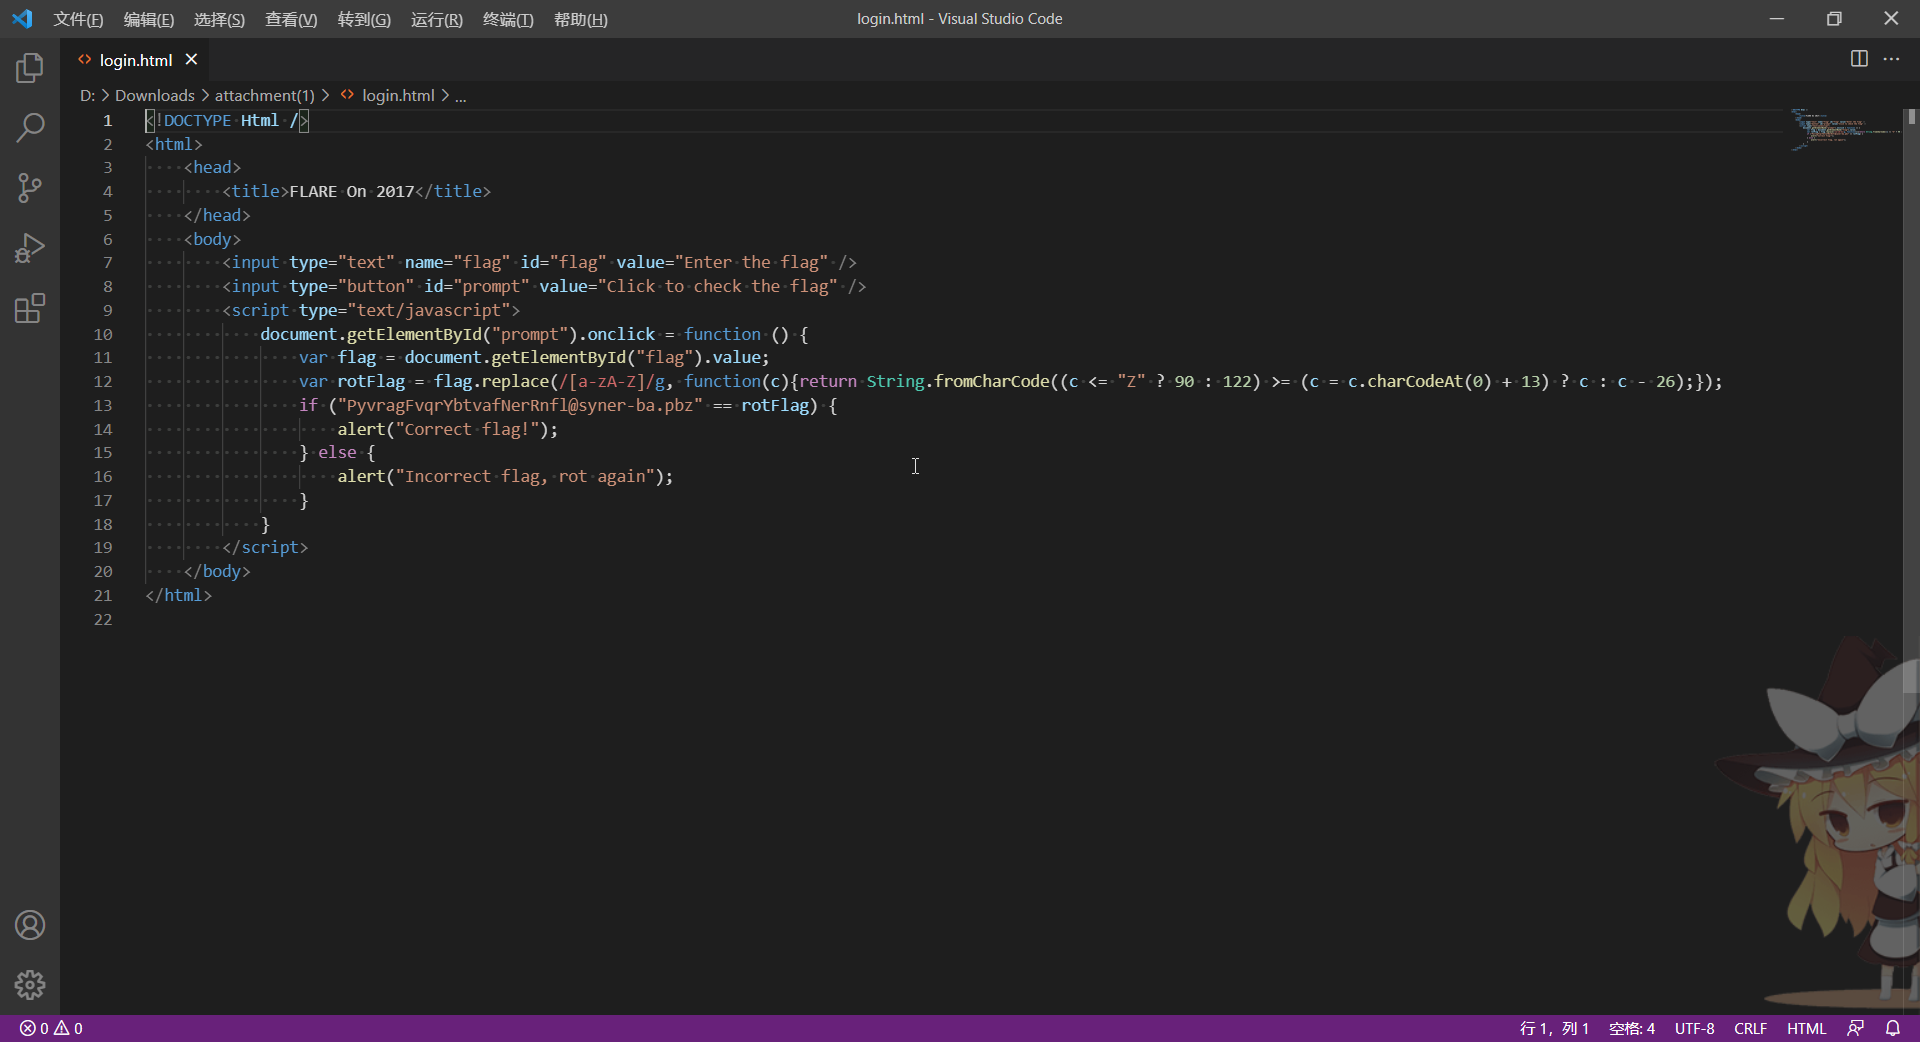 文件(F) 编辑(E) 选择(S) 查看(V) 转到(G) 运行(R) 终端(T) 帮助(H) login.html - Visual Studio Code
login.html
D: > Downloads > attachment(1) > login.html > ...
1 <!DOCTYPE Html />
2 <html>
3     <head>
4         <title>FLARE On 2017</title>
5     </head>
6     <body>
7         <input type="text" name="flag" id="flag" value="Enter the flag" />
8         <input type="button" id="prompt" value="Click to check the flag" />
9         <script type="text/javascript">
10             document.getElementById("prompt").onclick = function () {
11                 var flag = document.getElementById("flag").value;
12                 var rotFlag = flag.replace(/[a-zA-Z]/g, function(c){return String.fromCharCode((c <= "Z" ? 90 : 122) >= (c = c.charCodeAt(0) + 13) ? c : c - 26);});
13                 if ("PyvragFvqrYbtvafNerRnfl@syner-ba.pbz" == rotFlag) {
14                     alert("Correct flag!");
15                 } else {
16                     alert("Incorrect flag, rot again");
17                 }
18             }
19         </script>
20     </body>
21 </html>
22
0 0 行 1，列 1 空格: 4 UTF-8 CRLF HTML